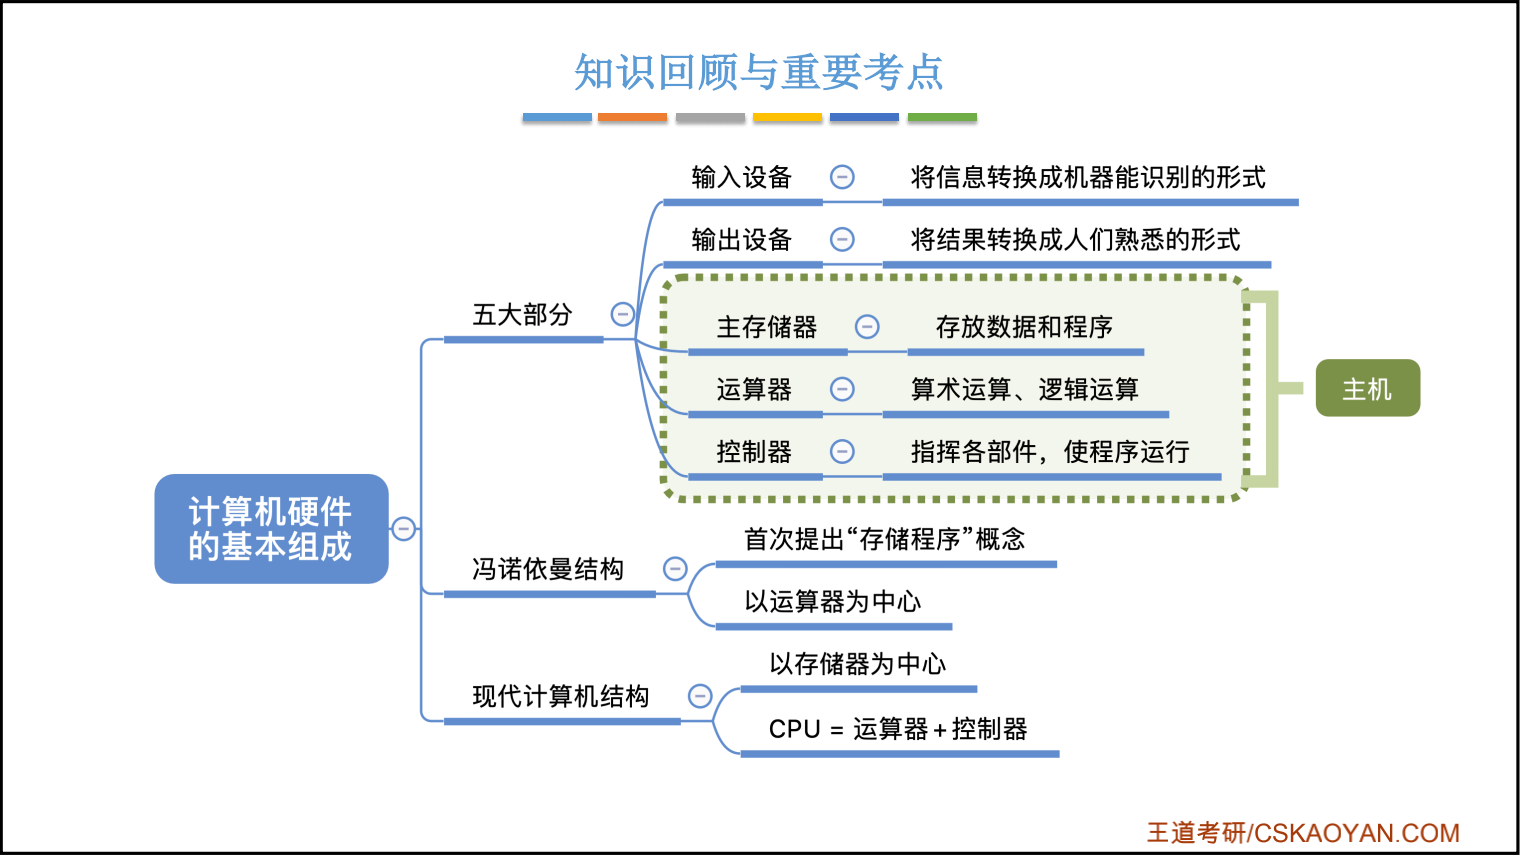 知识回顾与重要考点
输入设备
将信息转换成机器能识别的形式
输出设备
将结果转换成人们熟悉的形式
五大部分
主存储器
存放数据和程序
运算器
算术运算、逻辑运算
主机
控制器
指挥各部件，使程序运行
计算机硬件
的基本组成
冯诺依曼结构
首次提出“存储程序”概念
以运算器为中心
现代计算机结构
以存储器为中心
CPU = 运算器+控制器
王道考研/CSKAOYAN.COM